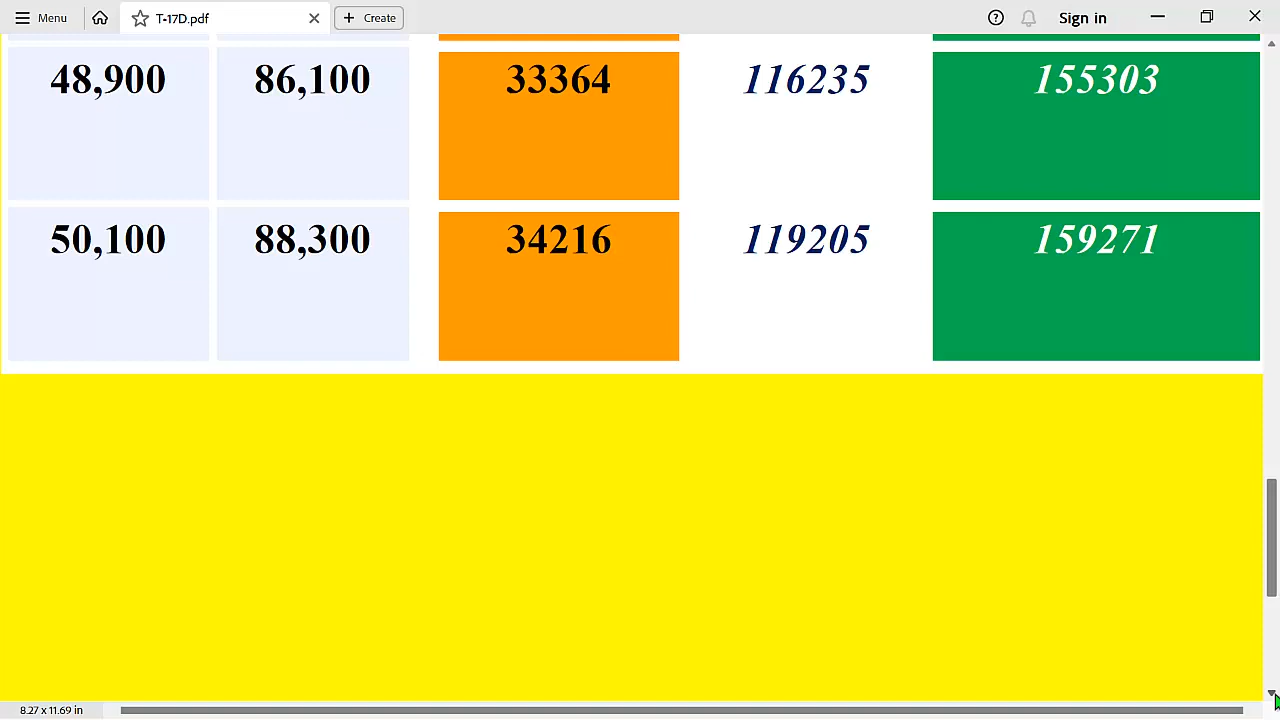 Menu T-17D.pdf Create Sign in
48,900 86,100 33364 116235 155303
50,100 88,300 34216 119205 159271
8.27 x 11.69 in